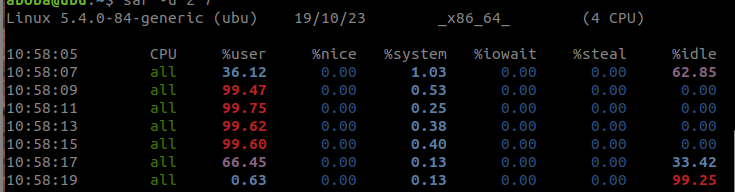 Linux 5.4.0-84-generic (ubu) 19/10/23 _x86_64_ (4 CPU)
10:58:05 CPU %user %nice %system %iowait %steal %idle
10:58:07 all 36.12 0.00 1.03 0.00 0.00 62.85
10:58:09 all 99.47 0.00 0.53 0.00 0.00 0.00
10:58:11 all 99.75 0.00 0.25 0.00 0.00 0.00
10:58:13 all 99.62 0.00 0.38 0.00 0.00 0.00
10:58:15 all 99.60 0.00 0.40 0.00 0.00 0.00
10:58:17 all 66.45 0.00 0.13 0.00 0.00 33.42
10:58:19 all 0.63 0.00 0.13 0.00 0.00 99.25